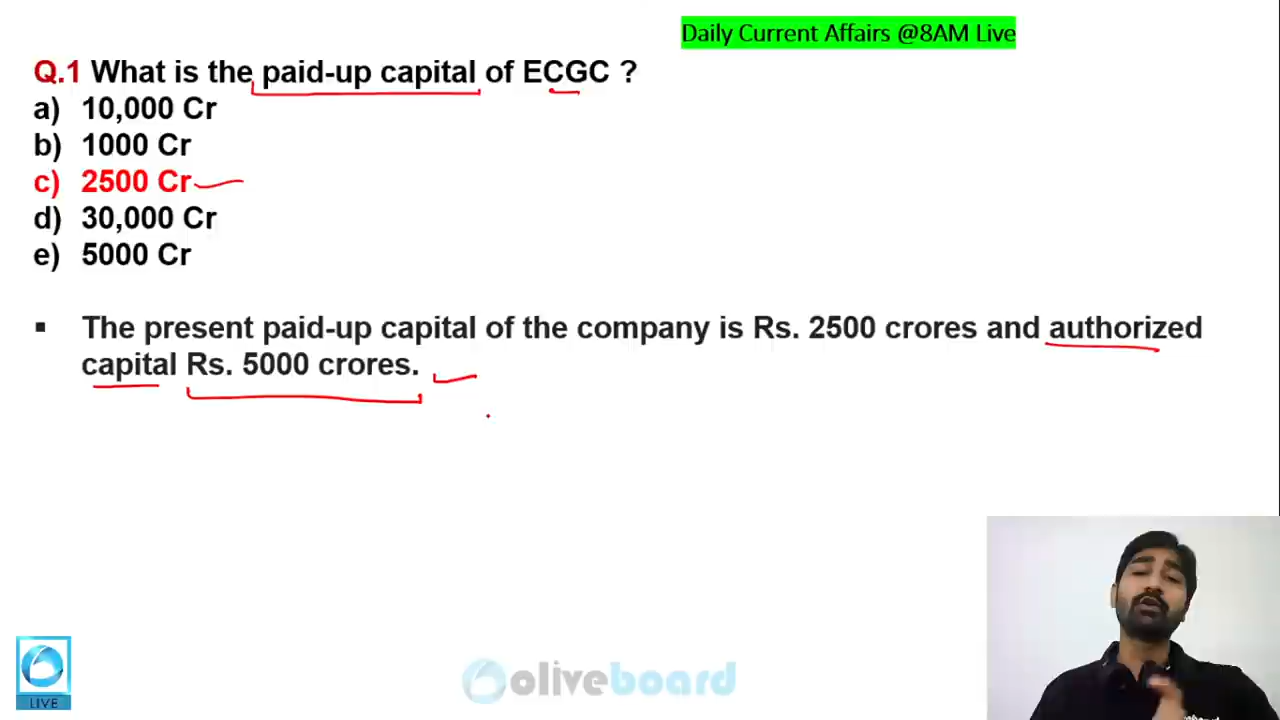 Daily Current Affairs @8AM Live
Q.1 What is the paid-up capital of ECGC ?
a) 10,000 Cr
b) 1000 Cr
c) 2500 Cr
d) 30,000 Cr
e) 5000 Cr
▪ The present paid-up capital of the company is Rs. 2500 crores and authorized
capital Rs. 5000 crores.
LIVE
oliveboard